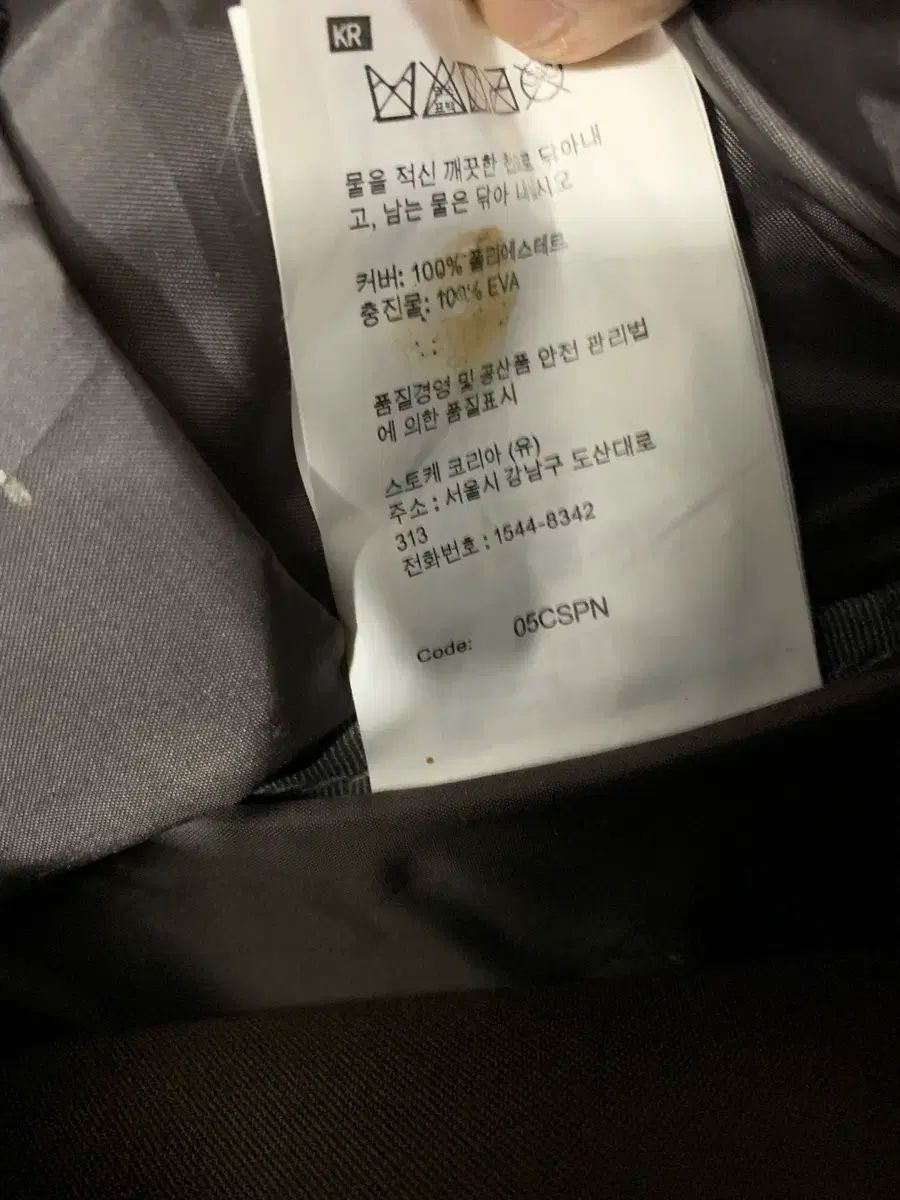 KR
표백
물을 적신 깨끗한 천으로 닦아내
고, 남는 물은 닦아 내십시오
커버: 100% 폴리에스테르
충진물: 100% EVA
품질경영 및 공산품 안전 관리법
에 의한 품질표시
스토케 코리아 (유)
주소 : 서울시 강남구 도산대로
313
전화번호 : 1544-8342
Code: 05CSPN